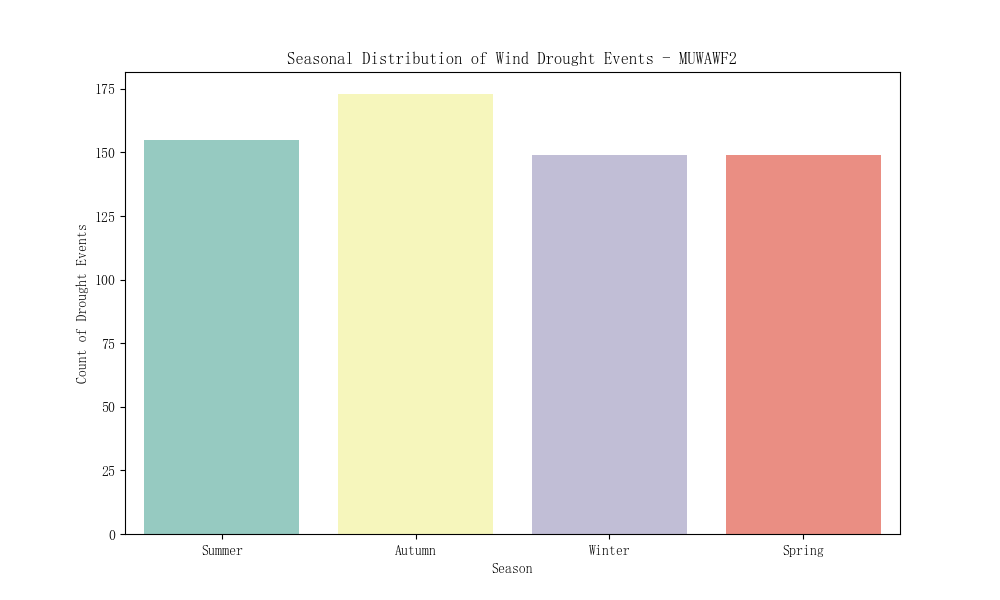 Seasonal Distribution of Wind Drought Events - MUWAWF2
Count of Drought Events
175
150
125
100
75
50
25
0
Summer
Autumn
Winter
Spring
Season